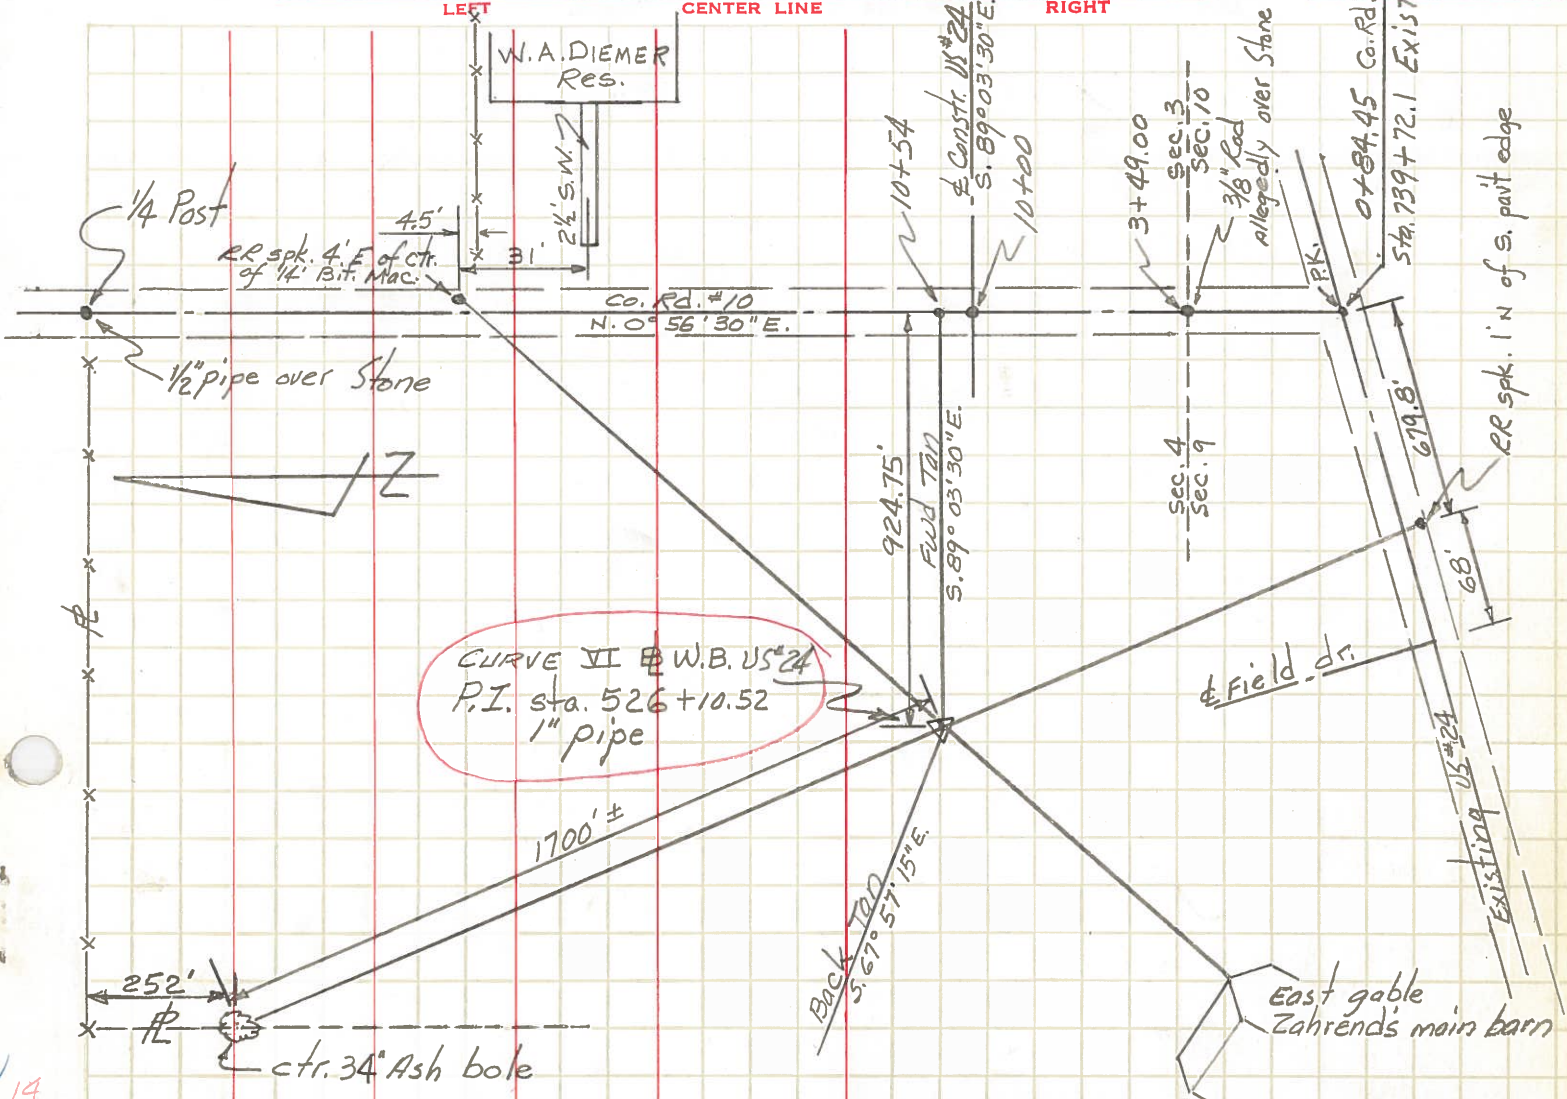 LEFT
CENTER LINE
RIGHT
W.A. DIEMER
Res.
2½' S.W.
10+54
℄ Constr. US #24
S. 89° 03' 30" E.
10+00
3+49.00
Sec. 3
Sec. 10
3/8" Rod
Allegedly over Stone
P.K.
0+84.45 Co. Rd.
Sta. 739+72.1 Exist
RR spk. 1' N of S. pav't edge
¼ Post
4.5'
31'
RR spk. 4' E of ctr.
of 14' Bit. Mac.
Co. Rd. #10
N. 0° 56' 30" E.
½" pipe over Stone
Z
924.75'
Fwd Tan
S. 89° 03' 30" E.
Sec. 4
Sec. 9
679.8'
68'
℄ Field dr.
PL
CURVE VI BL W.B. US #24
P.I. sta. 526+10.52
1" pipe
1700' ±
Back Tan
S. 67° 57' 15" E.
Existing US #24
252'
PL
ctr. 34" Ash bole
East gable
Zahrend's main barn
14